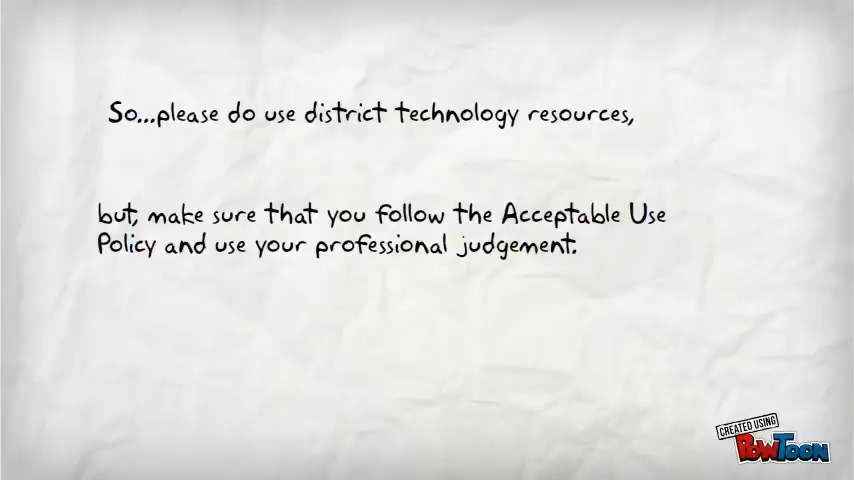 So...please do use district technology resources,
but, make sure that you follow the Acceptable Use
Policy and use your professional judgement.
CREATED USING
POWTOON